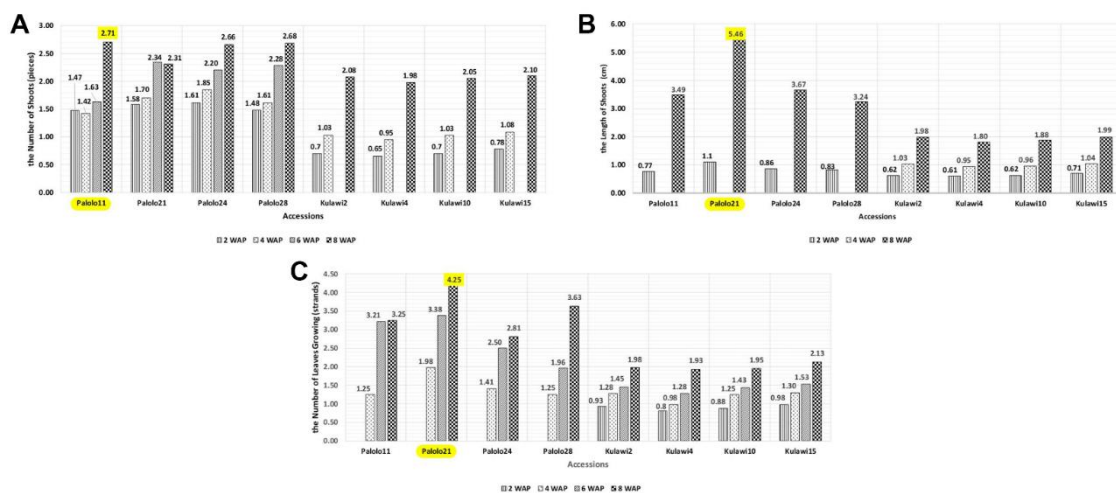 A
B
the Number of Shoots (pieces)
3.00
2.50
2.00
1.50
1.00
0.50
0.00
1.47 1.42 1.63 2.71
1.58 1.70 2.34 2.31
1.61 1.85 2.20 2.66
1.48 1.61 2.28 2.68
0.7 1.03 2.08
0.65 0.95 1.98
0.7 1.03 2.05
0.78 1.08 2.10
Palolo11 Palolo21 Palolo24 Palolo28 Kulawi2 Kulawi4 Kulawi10 Kulawi15
Accessions
2 WAP 4 WAP 6 WAP 8 WAP
the Length of Shoots (cm)
6.00
5.00
4.00
3.00
2.00
1.00
0.00
0.77 3.49
1.1 5.46
0.86 3.67
0.83 3.24
0.62 1.03 1.98
0.61 0.95 1.80
0.62 0.96 1.88
0.71 1.04 1.99
Palolo11 Palolo21 Palolo24 Palolo28 Kulawi2 Kulawi4 Kulawi10 Kulawi15
Accessions
2 WAP 4 WAP 6 WAP 8 WAP
C
the Number of Leaves Growing (strands)
4.50
4.00
3.50
3.00
2.50
2.00
1.50
1.00
0.50
0.00
1.25 3.21 3.25
1.98 3.38 4.25
1.41 2.50 2.81
1.25 1.96 3.63
0.93 1.28 1.45 1.98
0.8 0.98 1.28 1.93
0.88 1.25 1.43 1.95
0.98 1.30 1.53 2.13
Palolo11 Palolo21 Palolo24 Palolo28 Kulawi2 Kulawi4 Kulawi10 Kulawi15
Accessions
2 WAP 4 WAP 6 WAP 8 WAP